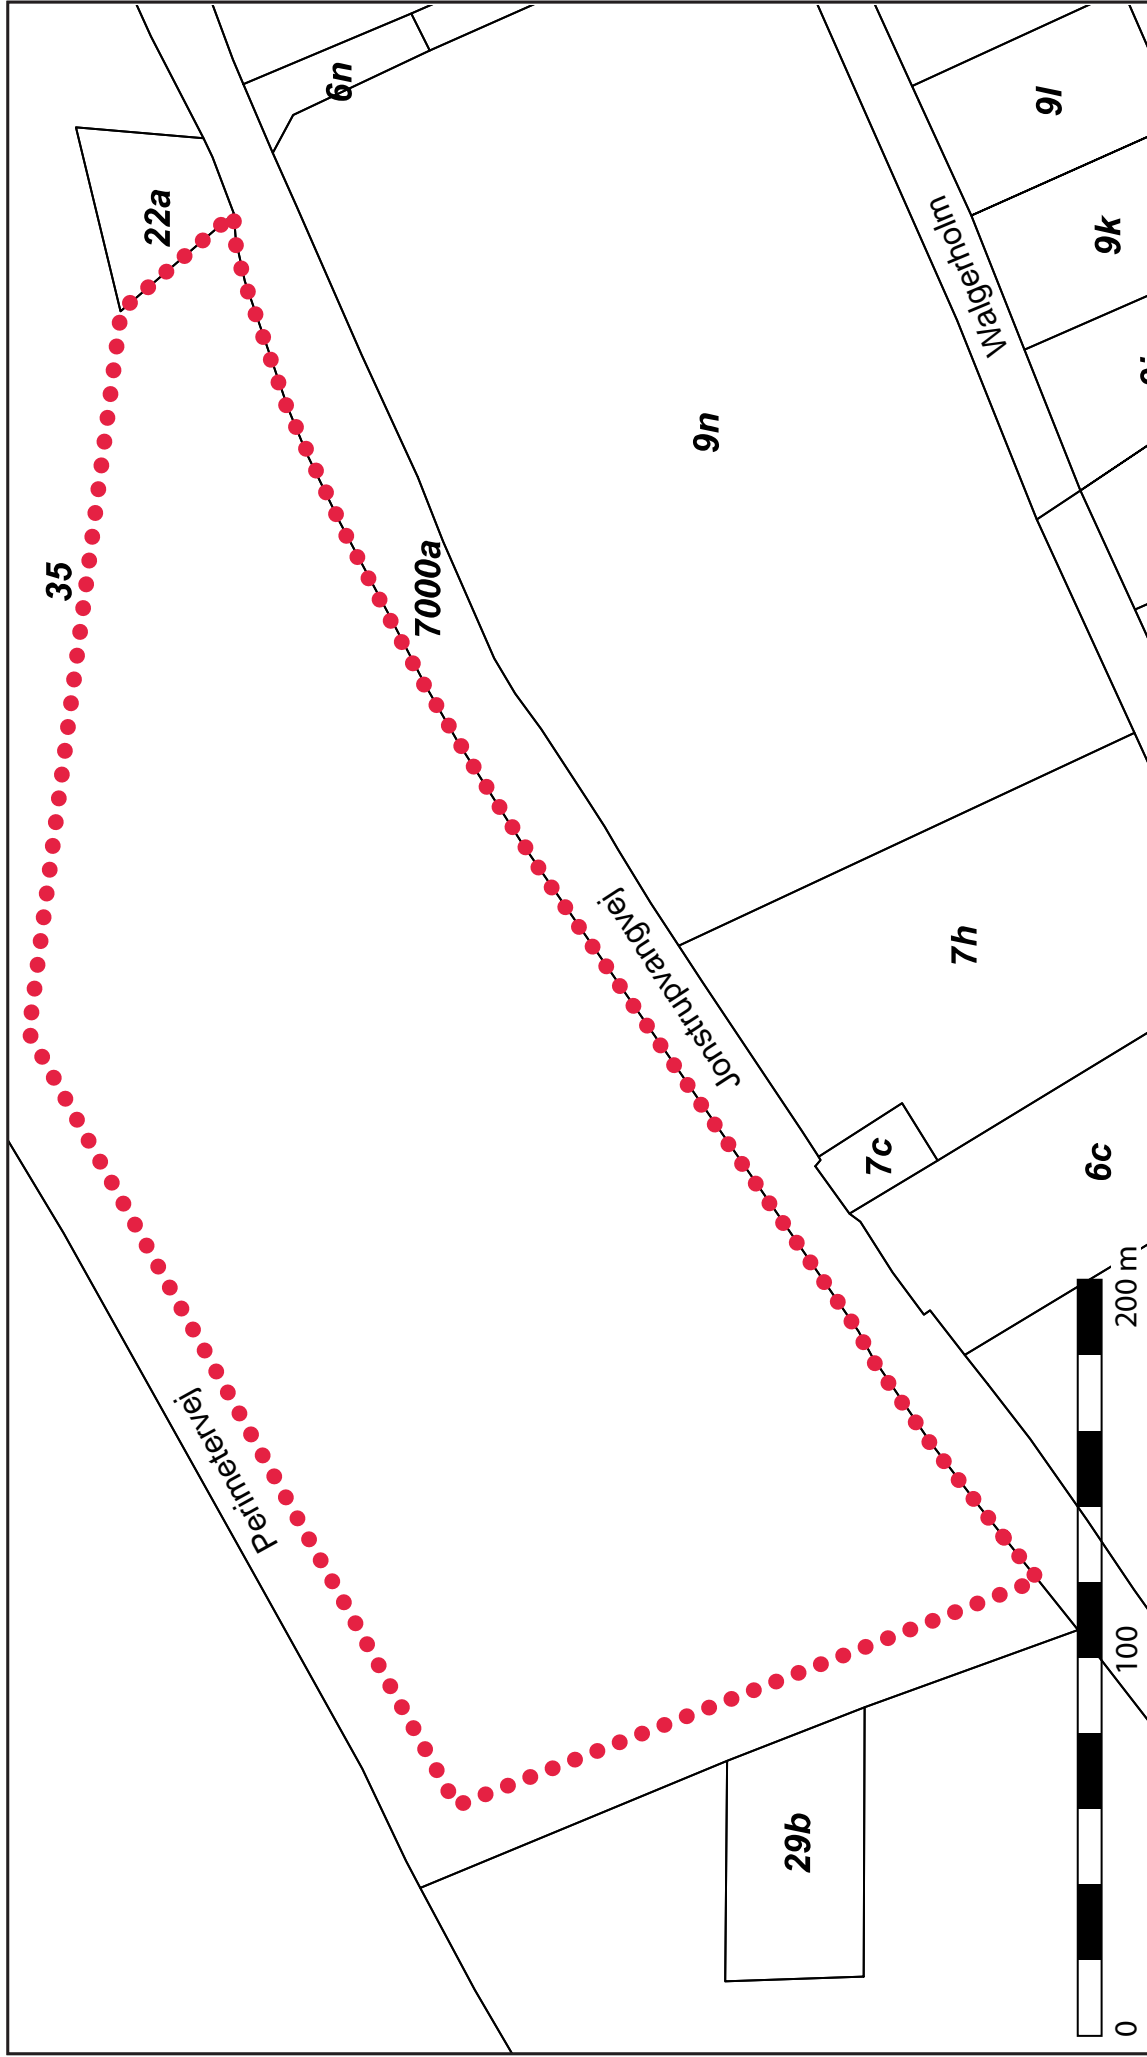 35
22a
6n
7000a
9n
Walgerholm
9l
9k
Jonstrupvangvej
7h
7c
6c
Perimetervej
29b
0 100 200 m